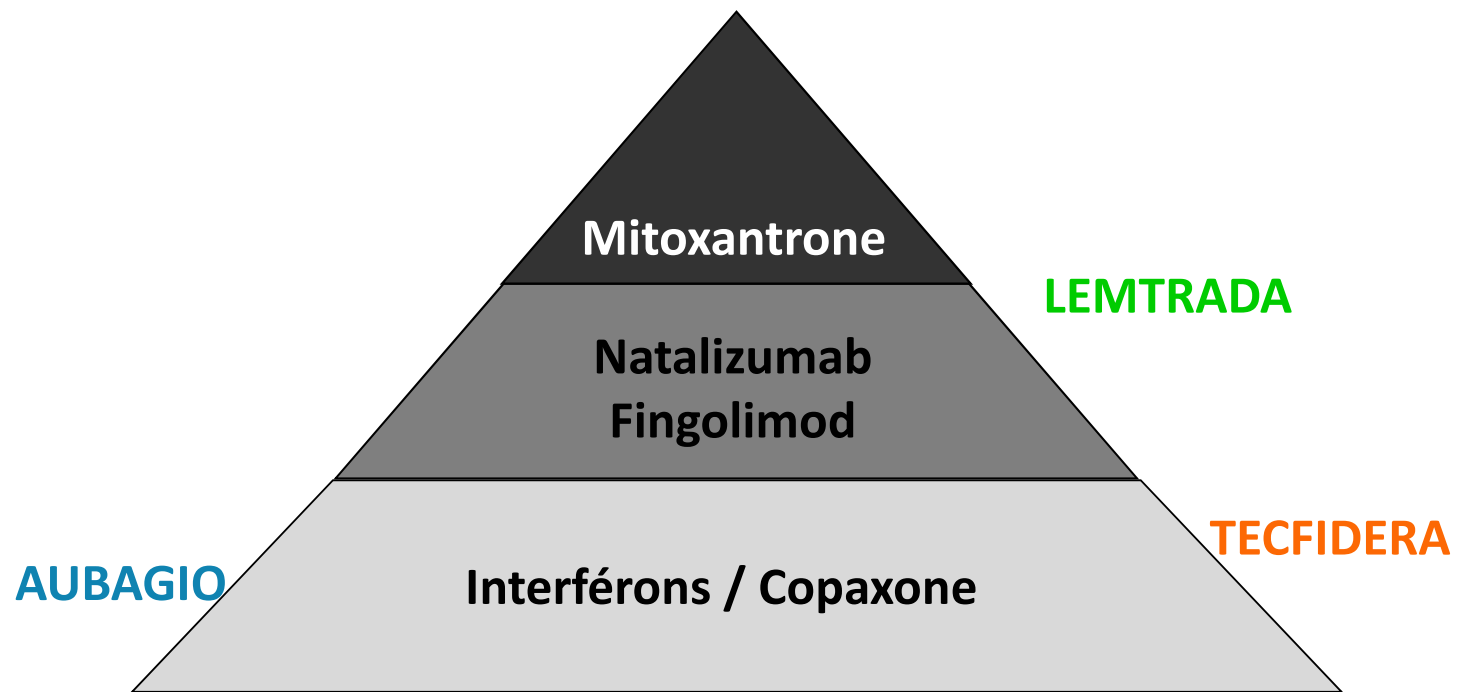 Mitoxantrone
LEMTRADA
Natalizumab
Fingolimod
TECFIDERA
AUBAGIO
Interférons / Copaxone